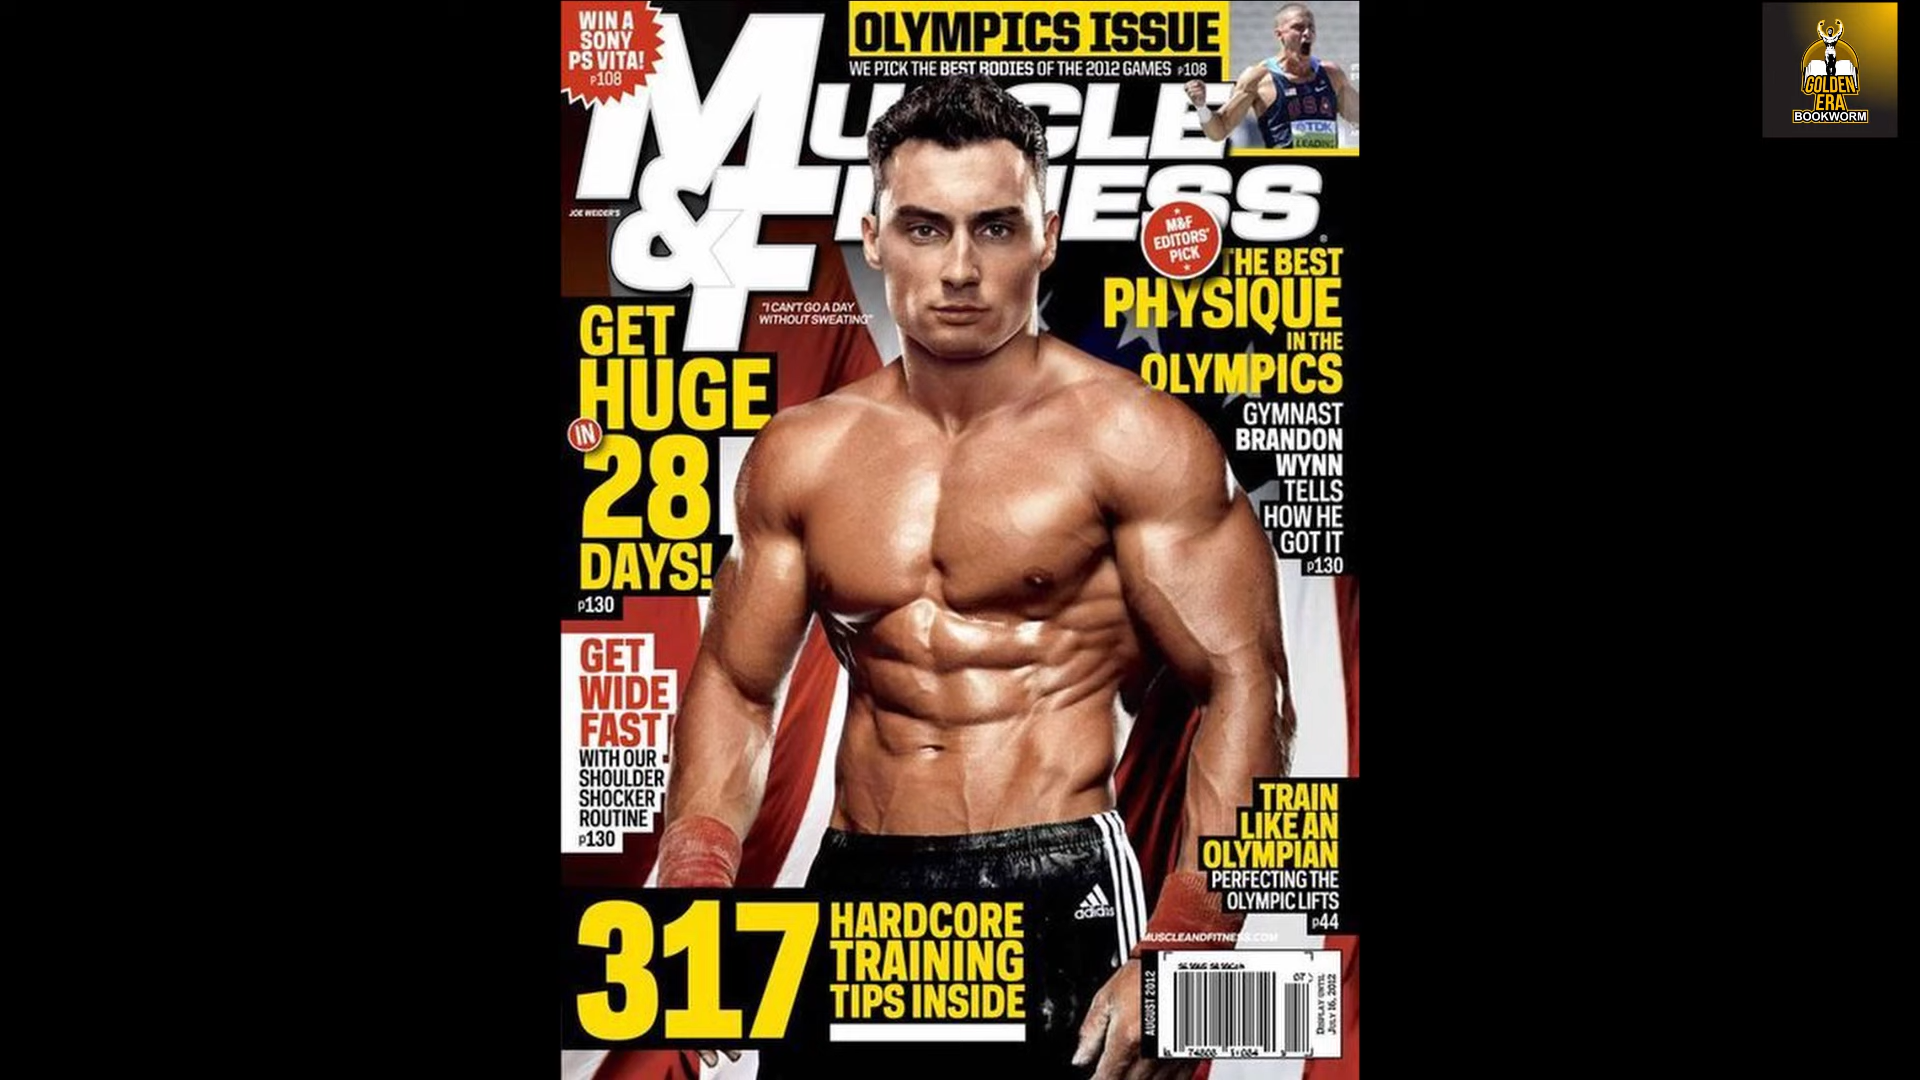 WIN A
SONY
PS VITA!
p108
OLYMPICS ISSUE
WE PICK THE BEST BODIES OF THE 2012 GAMES p108
USA
TDK
LEADING
MUSCLE
& FITNESS
JOE WEIDER'S
M&F
EDITORS'
PICK
THE BEST
PHYSIQUE
IN THE
OLYMPICS
GYMNAST
BRANDON
WYNN
TELLS
HOW HE
GOT IT
p130
"I CAN'T GO A DAY
WITHOUT SWEATING"
GET
HUGE
IN
28
DAYS!
p130
GET
WIDE
FAST
WITH OUR
SHOULDER
SHOCKER
ROUTINE
p130
TRAIN
LIKE AN
OLYMPIAN
PERFECTING THE
OLYMPIC LIFTS
p44
adidas
317
HARDCORE
TRAINING
TIPS INSIDE
MUSCLEANDFITNESS.COM
AUGUST 2012
07
DISPLAY UNTIL
JULY 16, 2012
GOLDEN
ERA
BOOKWORM